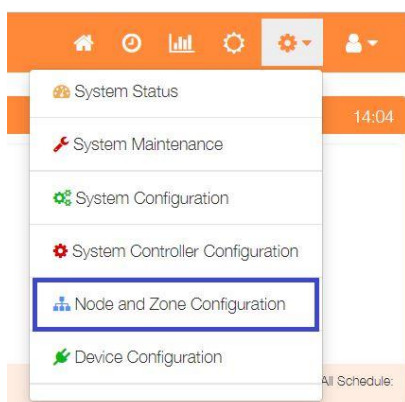 System Status
14:04
System Maintenance
System Configuration
System Controller Configuration
Node and Zone Configuration
Device Configuration
All Schedule: